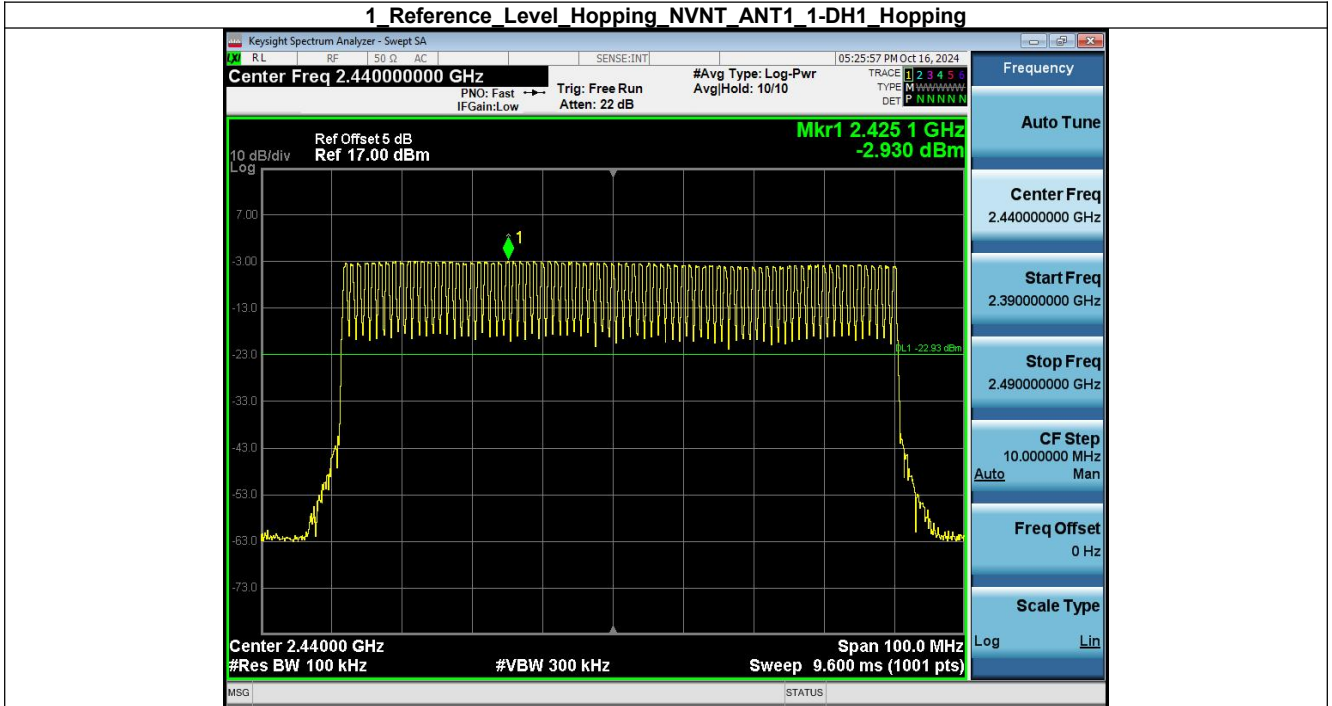 1_Reference_Level_Hopping_NVNT_ANT1_1-DH1_Hopping
Keysight Spectrum Analyzer - Swept SA
LXI RL RF 50 Ω AC SENSE:INT 05:25:57 PM Oct 16, 2024
Center Freq 2.440000000 GHz
PNO: Fast
IFGain:Low
Trig: Free Run
Atten: 22 dB
#Avg Type: Log-Pwr
Avg|Hold: 10/10
TRACE 1 2 3 4 5 6
TYPE M WWWWW
DET P N N N N N
Mkr1 2.425 1 GHz
-2.930 dBm
Ref Offset 5 dB
10 dB/div Ref 17.00 dBm
Log
7.00
-3.00
-13.0
-23.0
-33.0
-43.0
-53.0
-63.0
-73.0
1
DL1 -22.93 dBm
Center 2.44000 GHz Span 100.0 MHz
#Res BW 100 kHz #VBW 300 kHz Sweep 9.600 ms (1001 pts)
MSG STATUS
Frequency
Auto Tune
Center Freq
2.440000000 GHz
Start Freq
2.390000000 GHz
Stop Freq
2.490000000 GHz
CF Step
10.000000 MHz
Auto Man
Freq Offset
0 Hz
Scale Type
Log Lin